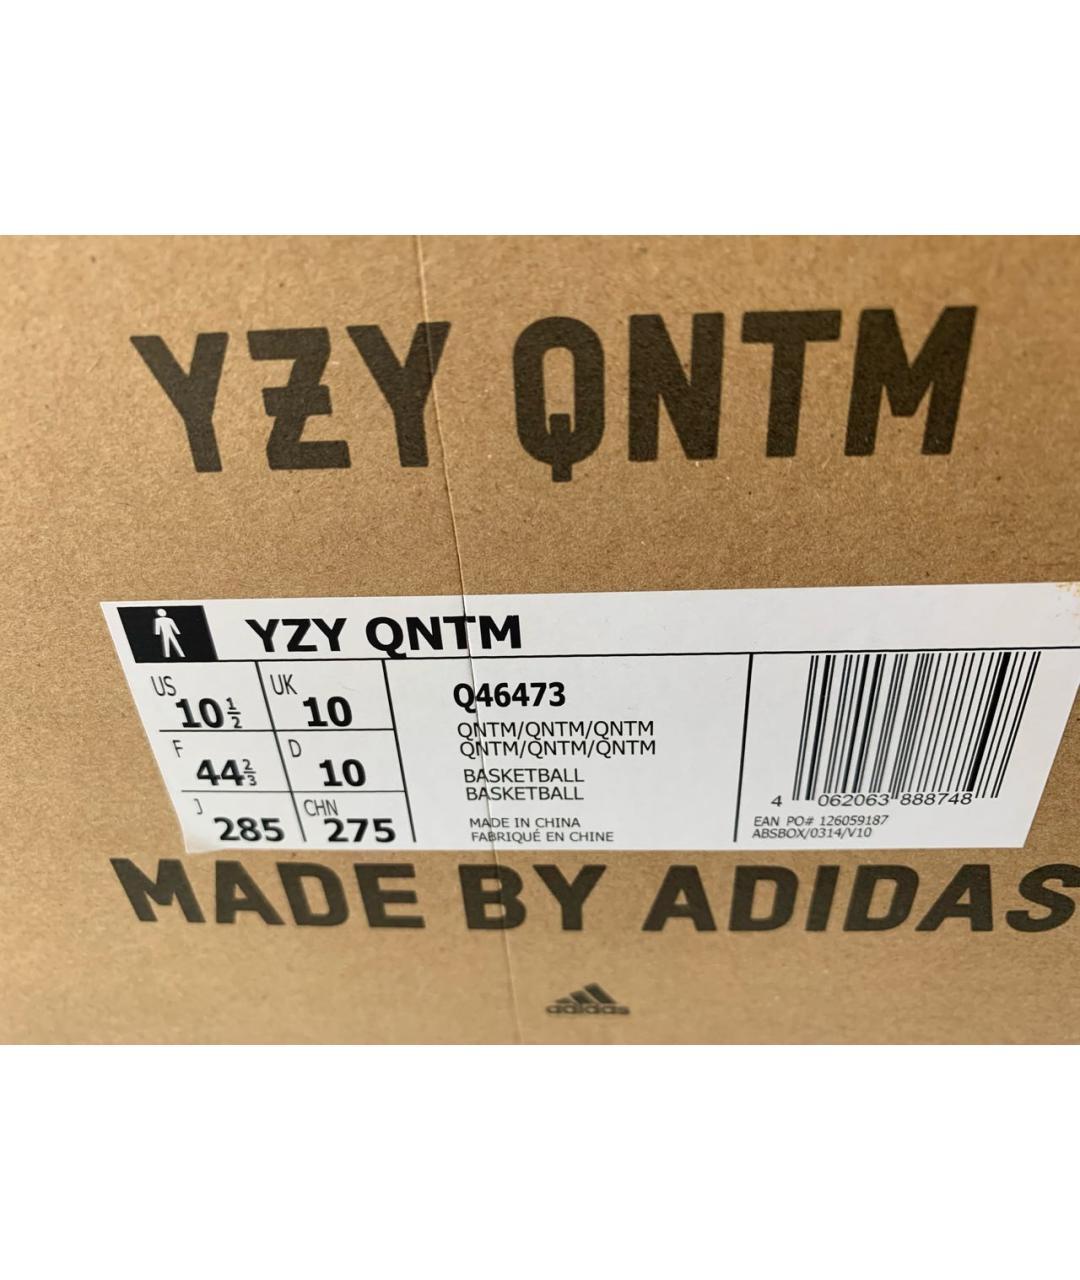 YZY QNTM
YZY QNTM
US 10 1/2 UK 10
F 44 2/3 D 10
J 285 CHN 275
Q46473
QNTM/QNTM/QNTM
QNTM/QNTM/QNTM
BASKETBALL
BASKETBALL
MADE IN CHINA
FABRIQUÉ EN CHINE
4 062063 888748
EAN PO# 126059187
ABSBOX/0314/V10
MADE BY ADIDAS
adidas